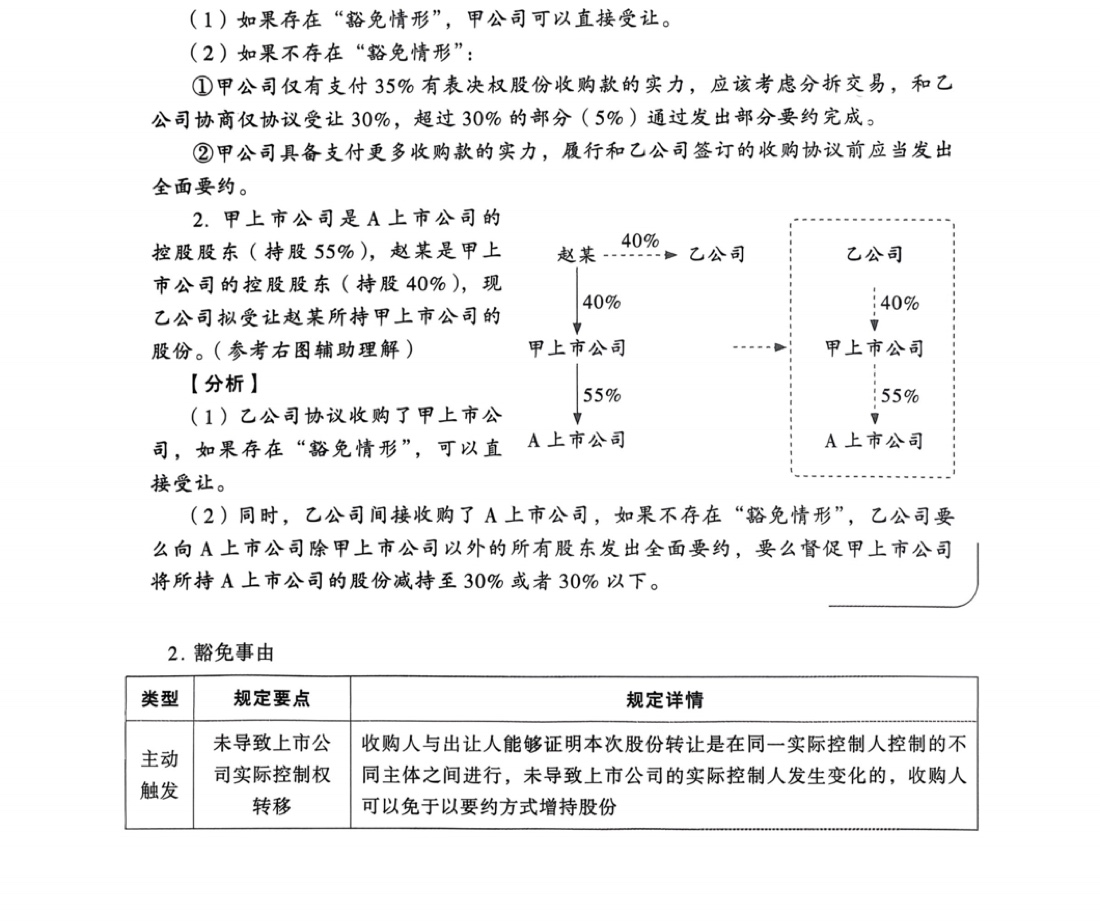 （1）如果存在“豁免情形”，甲公司可以直接受让。
（2）如果不存在“豁免情形”：
①甲公司仅有支付35%有表决权股份收购款的实力，应该考虑分拆交易，和乙
公司协商仅协议受让30%，超过30%的部分（5%）通过发出部分要约完成。
②甲公司具备支付更多收购款的实力，履行和乙公司签订的收购协议前应当发出
全面要约。
2. 甲上市公司是A上市公司的
控股股东（持股55%），赵某是甲上
市公司的控股股东（持股40%），现
乙公司拟受让赵某所持甲上市公司的
股份。（参考右图辅助理解）
【分析】
（1）乙公司协议收购了甲上市公
司，如果存在“豁免情形”，可以直
接受让。
赵某
40%
乙公司
40%
甲上市公司
55%
A上市公司
乙公司
40%
甲上市公司
55%
A上市公司
（2）同时，乙公司间接收购了A上市公司，如果不存在“豁免情形”，乙公司要
么向A上市公司除甲上市公司以外的所有股东发出全面要约，要么督促甲上市公司
将所持A上市公司的股份减持至30%或者30%以下。
2. 豁免事由
类型
规定要点
规定详情
主动
触发
未导致上市公
司实际控制权
转移
收购人与出让人能够证明本次股份转让是在同一实际控制人控制的不
同主体之间进行，未导致上市公司的实际控制人发生变化的，收购人
可以免于以要约方式增持股份